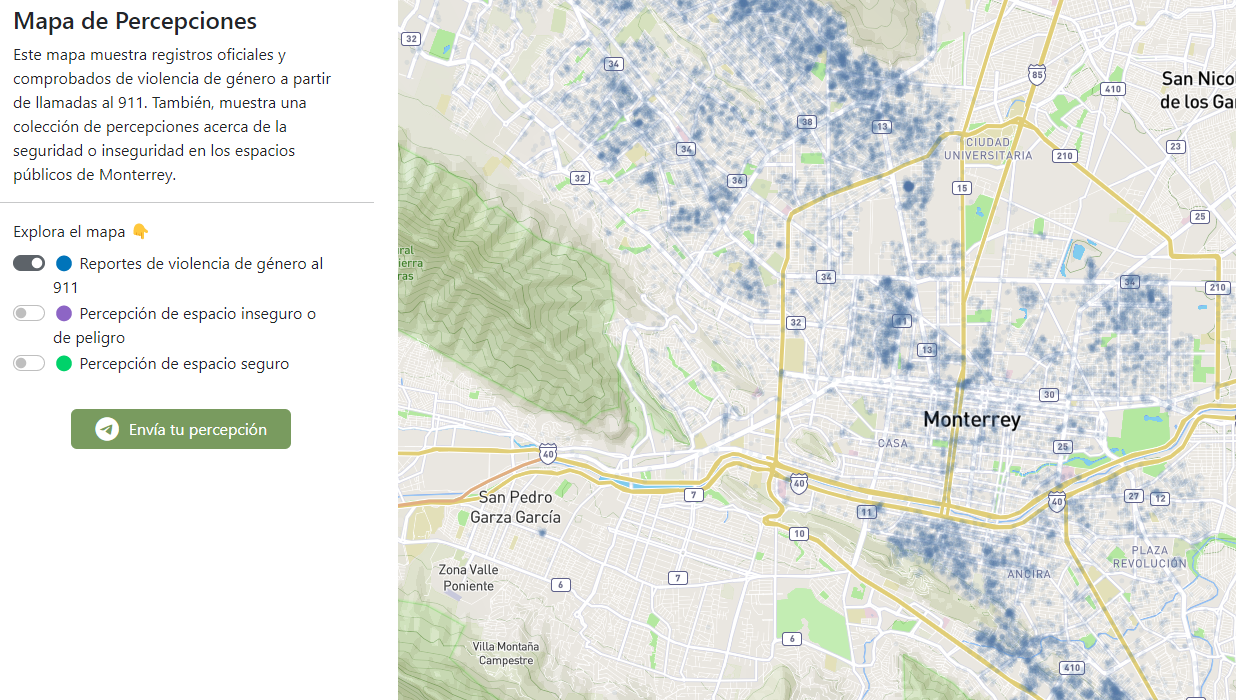 Mapa de Percepciones
Este mapa muestra registros oficiales y
comprobados de violencia de género a partir
de llamadas al 911. También, muestra una
colección de percepciones acerca de la
seguridad o inseguridad en los espacios
públicos de Monterrey.
Explora el mapa 👇
Reportes de violencia de género al
911
Percepción de espacio inseguro o
de peligro
Percepción de espacio seguro
Envía tu percepción
32
34
85
410
San Nico
de los Ga
38
13
CIUDAD
UNIVERSITARIA
210
23
34
32
36
15
25
ral
ierra
ras
34
34
210
32
13
30
Monterrey
CASA
25
40
40
7
27
12
40
San Pedro
Garza García
11
10
PLAZA
REVOLUCIÓN
Zona Valle
Poniente
6
7
ANCIRA
6
Villa Montaña
Campestre
410